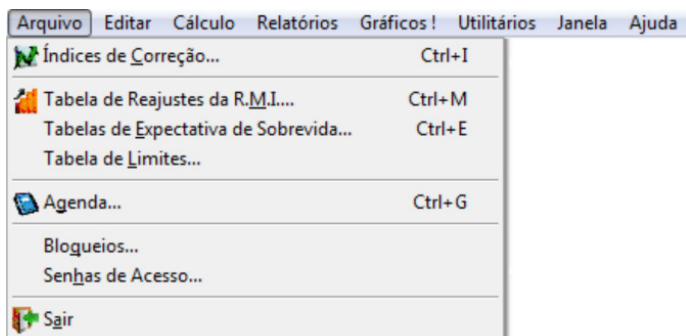 Arquivo Editar Cálculo Relatórios Gráficos ! Utilitários Janela Ajuda
Índices de Correção... Ctrl+I
Tabela de Reajustes da R.M.I.... Ctrl+M
Tabelas de Expectativa de Sobrevida... Ctrl+E
Tabela de Limites...
Agenda... Ctrl+G
Bloqueios...
Senhas de Acesso...
Sair